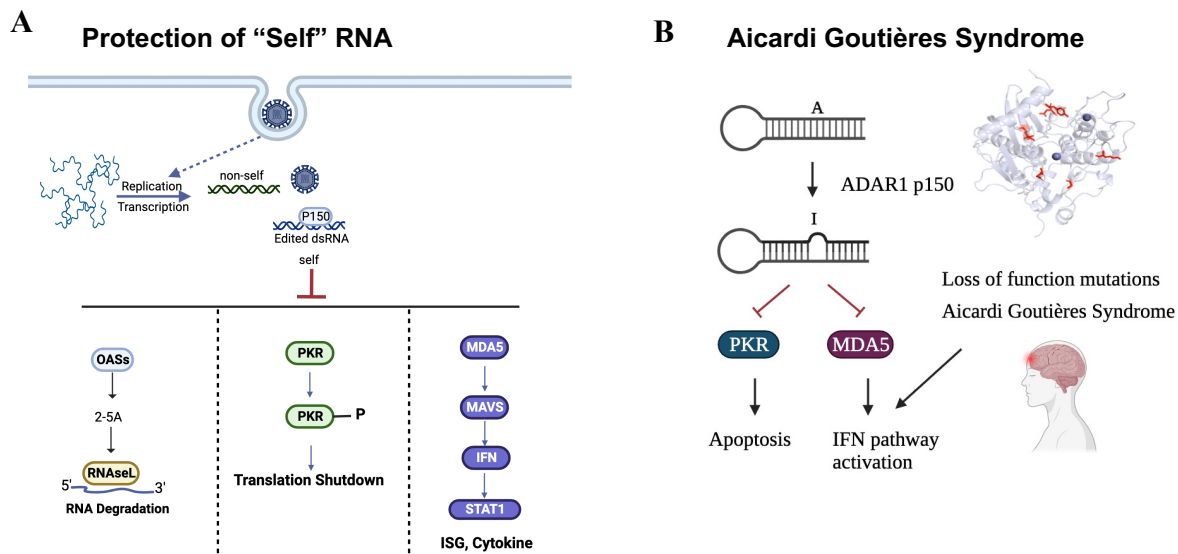 A
Protection of “Self” RNA
Replication
Transcription
non-self
P150
Edited dsRNA
self
OASs
2-5A
RNAseL
5'
3'
RNA Degradation
PKR
PKR
P
Translation Shutdown
MDA5
MAVS
IFN
STAT1
ISG, Cytokine
B
Aicardi Goutières Syndrome
A
ADAR1 p150
I
Loss of function mutations
Aicardi Goutières Syndrome
PKR
MDA5
Apoptosis
IFN pathway
activation